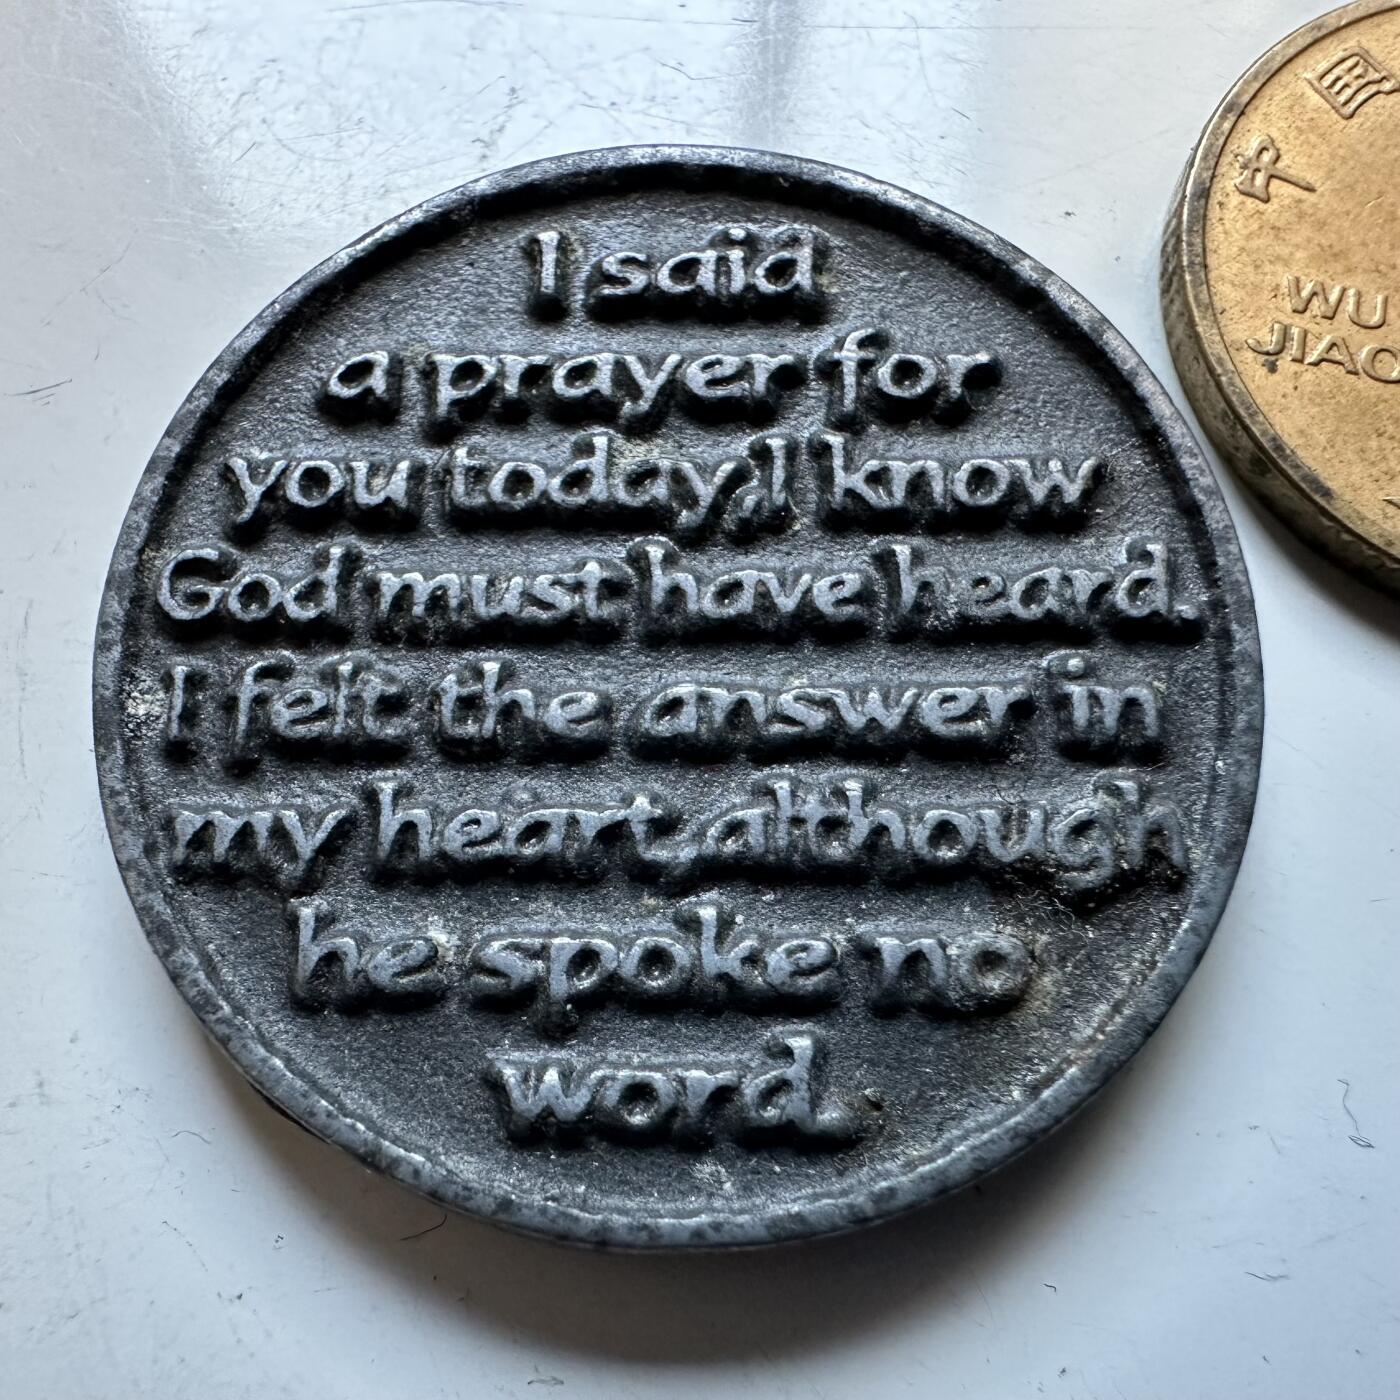 I said
a prayer for
you today, I know
God must have heard.
I felt the answer in
my heart, although
he spoke no
word.
中国
WU
JIAO